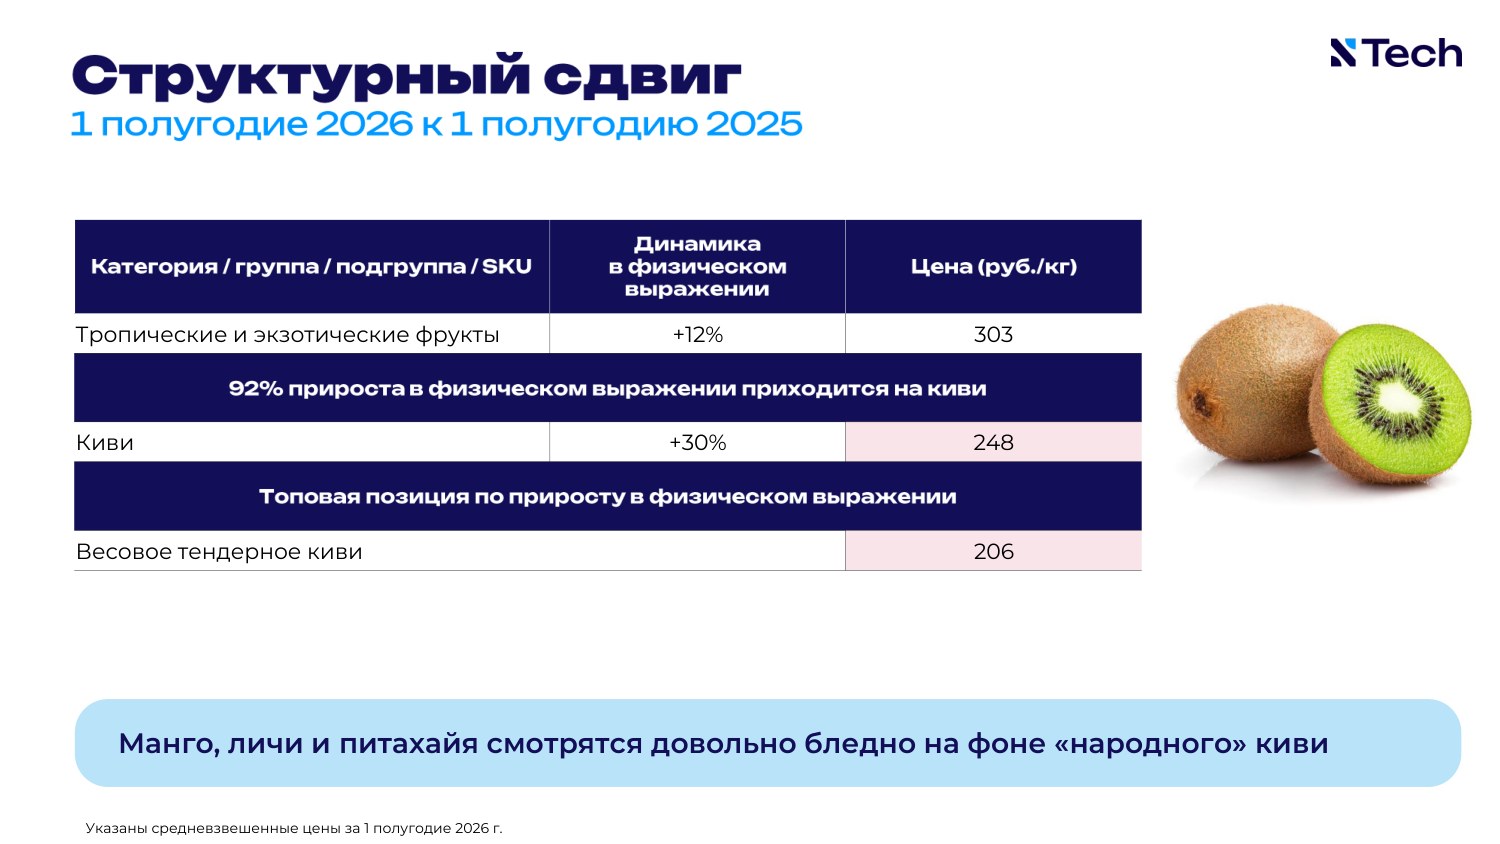 Структурный сдвиг
Tech
1 полугодие 2026 к 1 полугодию 2025
Категория / группа / подгруппа / SKU
Динамика
в физическом
выражении
Цена (руб./кг)
Тропические и экзотические фрукты
+12%
303
92% прироста в физическом выражении приходится на киви
Киви
+30%
248
Топовая позиция по приросту в физическом выражении
Весовое тендерное киви
206
Манго, личи и питахайя смотрятся довольно бледно на фоне «народного» киви
Указаны средневзвешенные цены за 1 полугодие 2026 г.